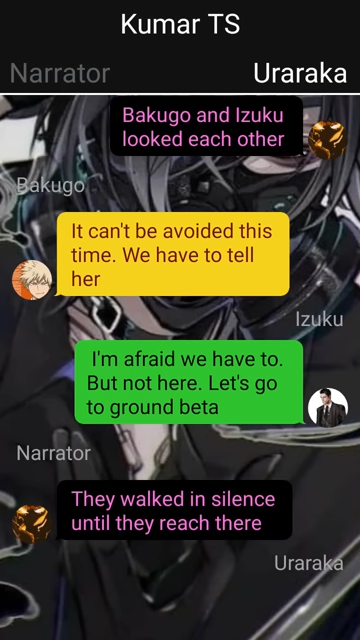 Kumar TS
Narrator
Uraraka
Bakugo and Izuku
looked each other
Bakugo
It can't be avoided this
time. We have to tell
her
Izuku
I'm afraid we have to.
But not here. Let's go
to ground beta
Narrator
They walked in silence
until they reach there
Uraraka